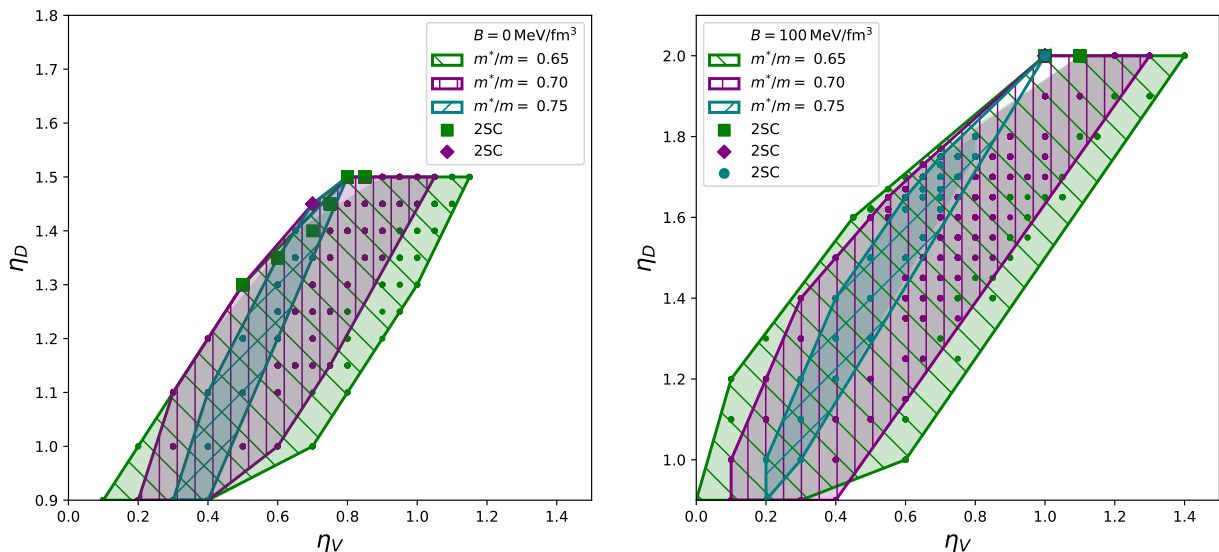 B = 0 MeV/fm³
m*/m = 0.65
m*/m = 0.70
m*/m = 0.75
2SC
2SC
1.8
1.7
1.6
1.5
1.4
1.3
1.2
1.1
1.0
0.9
η_D
0.0 0.2 0.4 0.6 0.8 1.0 1.2 1.4
η_V
B = 100 MeV/fm³
m*/m = 0.65
m*/m = 0.70
m*/m = 0.75
2SC
2SC
2SC
2.0
1.8
1.6
1.4
1.2
1.0
η_D
0.0 0.2 0.4 0.6 0.8 1.0 1.2 1.4
η_V